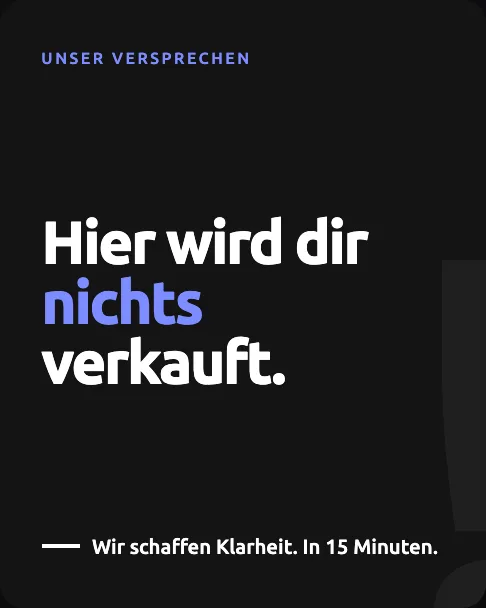 UNSER VERSPRECHEN
Hier wird dir
nichts
verkauft.
Wir schaffen Klarheit. In 15 Minuten.